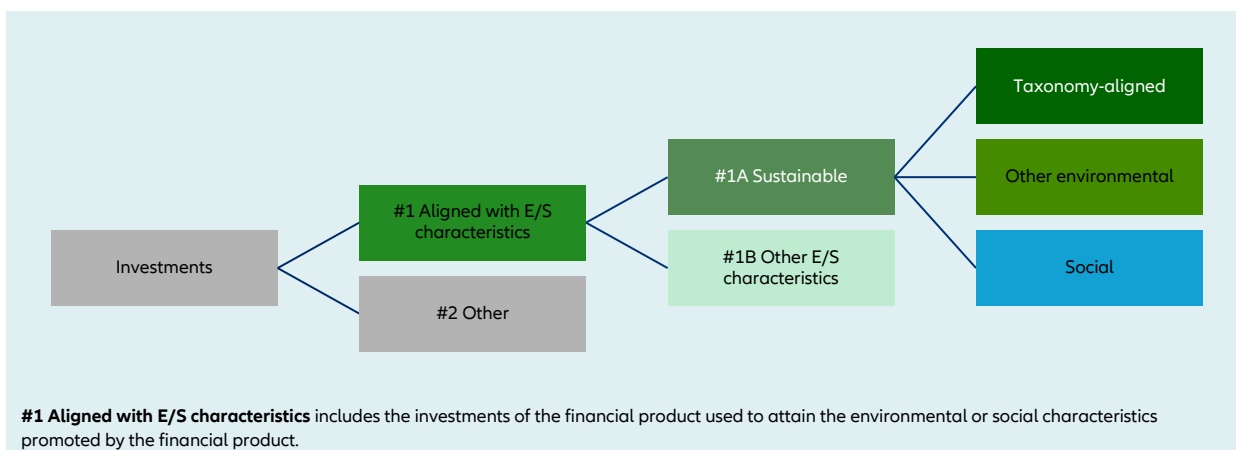 Taxonomy-aligned
#1A Sustainable
Other environmental
#1 Aligned with E/S
characteristics
Investments
#1B Other E/S
characteristics
Social
#2 Other
#1 Aligned with E/S characteristics includes the investments of the financial product used to attain the environmental or social characteristics
promoted by the financial product.